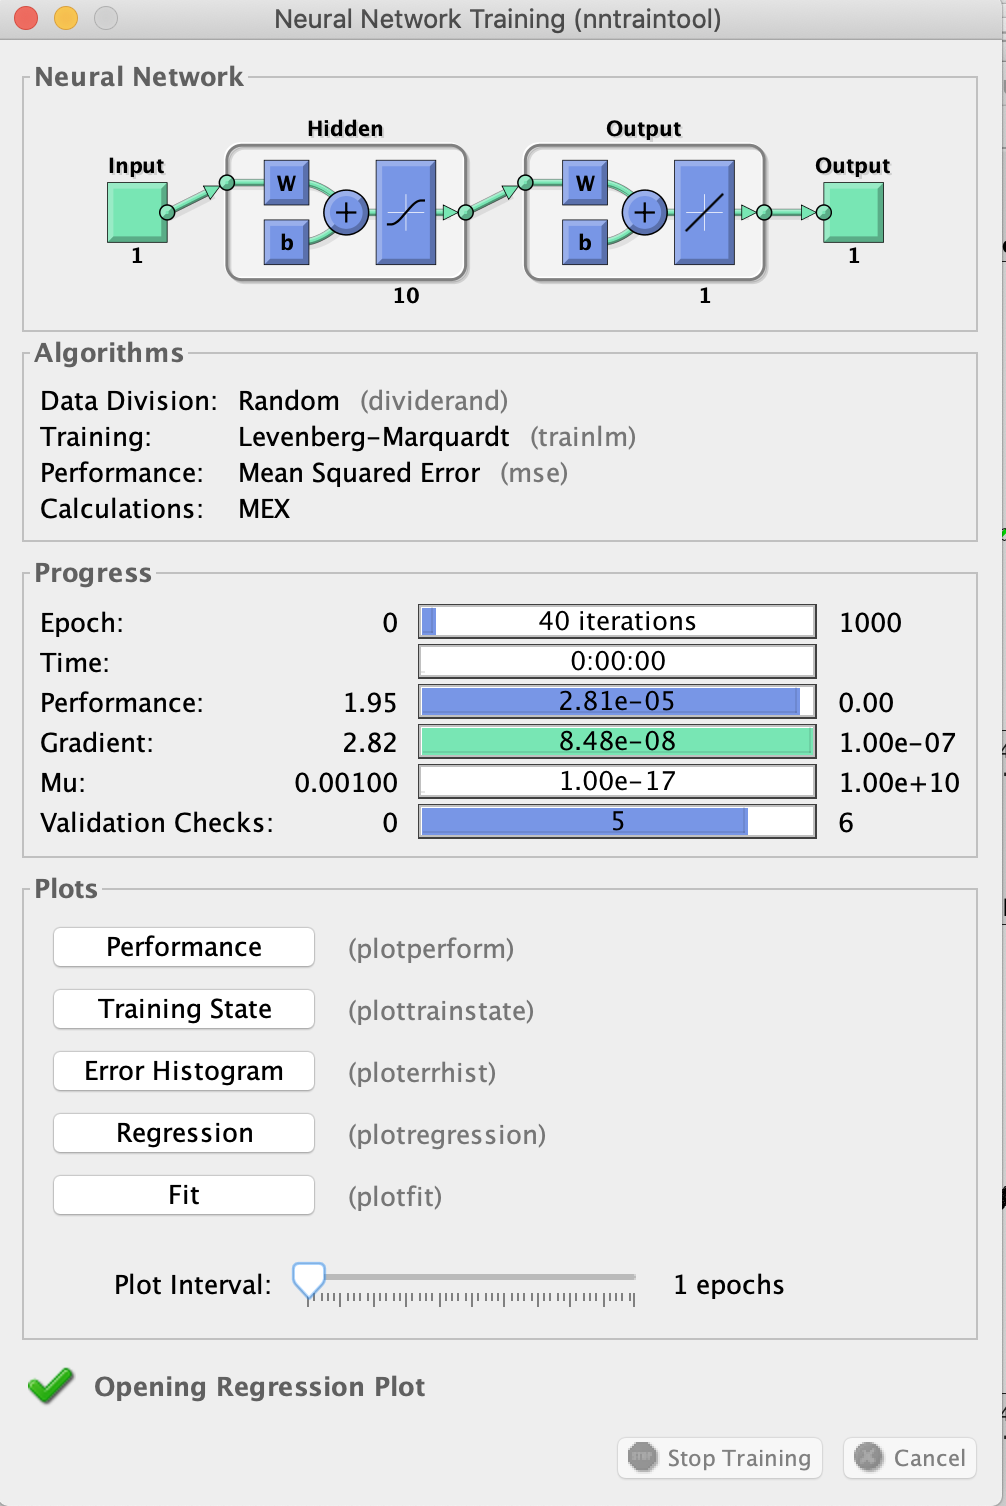 Neural Network Training (nntraintool)
Neural Network
Hidden
Output
Input
Output
W
W
b
b
1
1
10
1
Algorithms
Data Division: Random (dividerand)
Training: Levenberg-Marquardt (trainlm)
Performance: Mean Squared Error (mse)
Calculations: MEX
Progress
Epoch: 0 40 iterations 1000
Time: 0:00:00
Performance: 1.95 2.81e-05 0.00
Gradient: 2.82 8.48e-08 1.00e-07
Mu: 0.00100 1.00e-17 1.00e+10
Validation Checks: 0 5 6
Plots
Performance (plotperform)
Training State (plottrainstate)
Error Histogram (ploterrhist)
Regression (plotregression)
Fit (plotfit)
Plot Interval: 1 epochs
Opening Regression Plot
STOP Stop Training Cancel